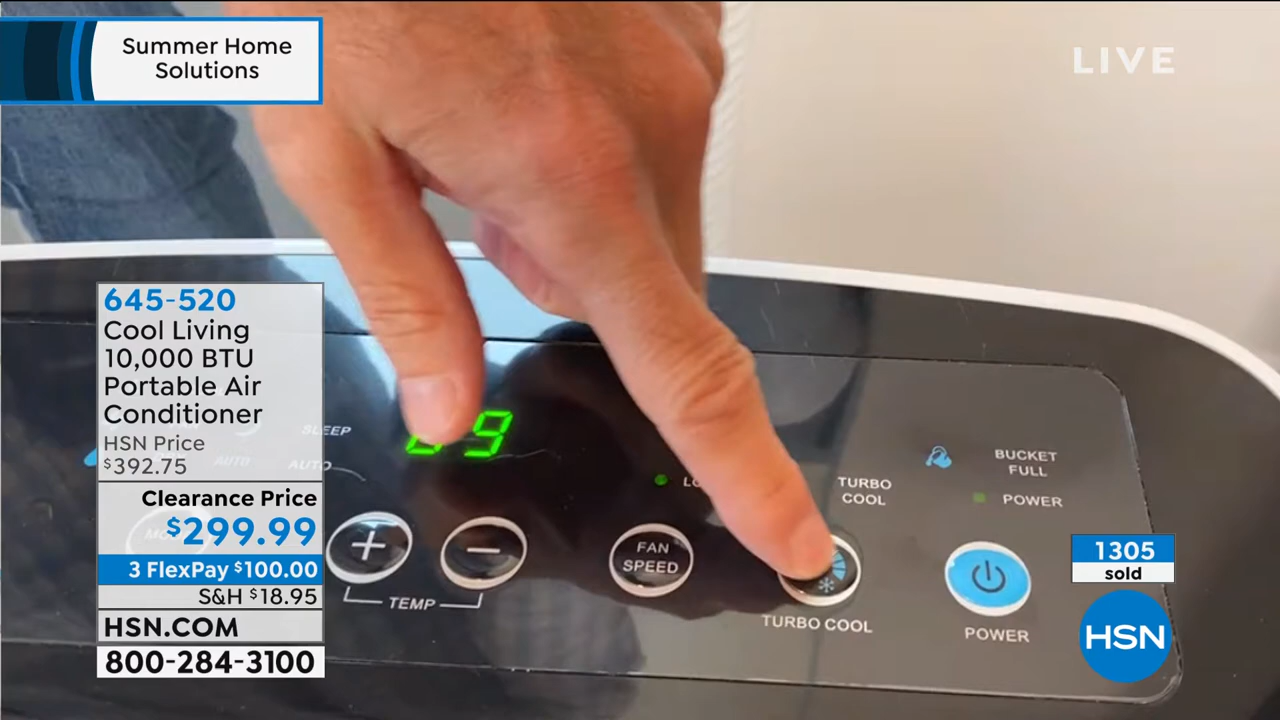 Summer Home
Solutions
LIVE
645-520
Cool Living
10,000 BTU
Portable Air
Conditioner
HSN Price
$392.75
Clearance Price
$299.99
3 FlexPay $100.00
S&H $18.95
HSN.COM
800-284-3100
SLEEP
AUTO
AUTO
9
TURBO
COOL
BUCKET
FULL
POWER
+
−
TEMP
FAN
SPEED
TURBO COOL
POWER
1305
sold
HSN